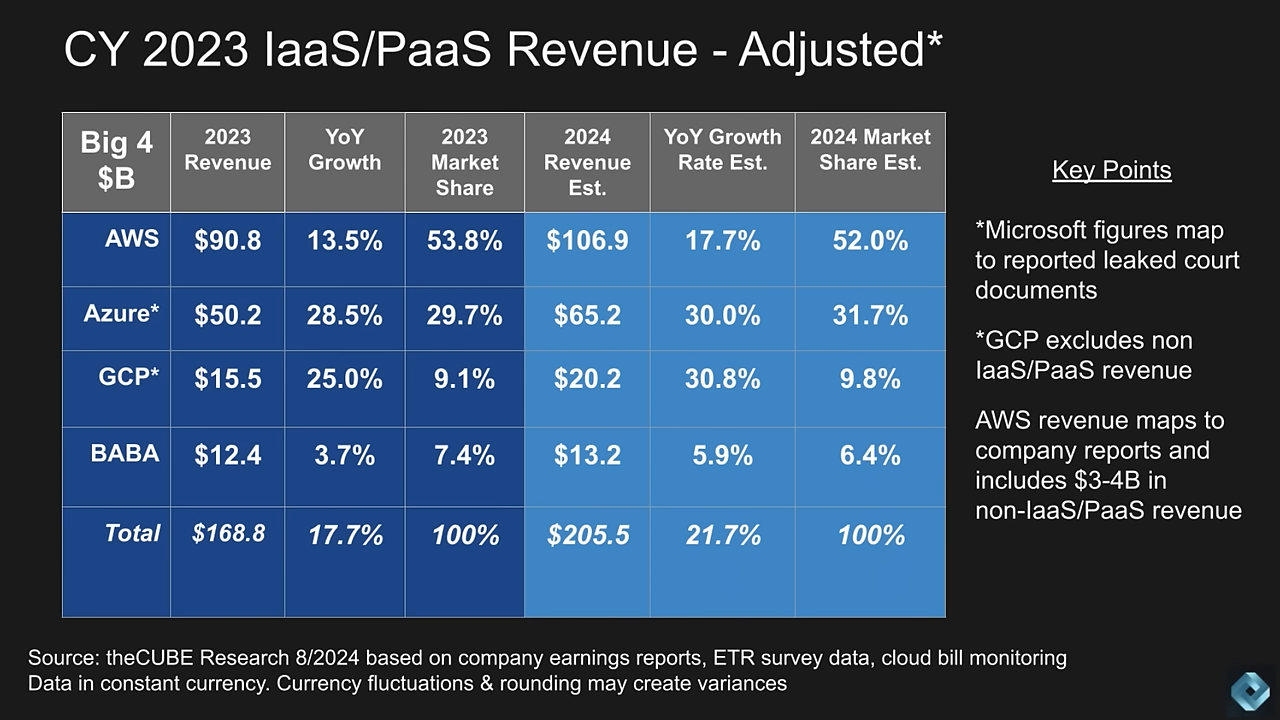 CY 2023 IaaS/PaaS Revenue - Adjusted*
Big 4 $B | 2023 Revenue | YoY Growth | 2023 Market Share | 2024 Revenue Est. | YoY Growth Rate Est. | 2024 Market Share Est.
AWS | $90.8 | 13.5% | 53.8% | $106.9 | 17.7% | 52.0%
Azure* | $50.2 | 28.5% | 29.7% | $65.2 | 30.0% | 31.7%
GCP* | $15.5 | 25.0% | 9.1% | $20.2 | 30.8% | 9.8%
BABA | $12.4 | 3.7% | 7.4% | $13.2 | 5.9% | 6.4%
Total | $168.8 | 17.7% | 100% | $205.5 | 21.7% | 100%
Key Points
*Microsoft figures map
to reported leaked court
documents
*GCP excludes non
IaaS/PaaS revenue
AWS revenue maps to
company reports and
includes $3-4B in
non-IaaS/PaaS revenue
Source: theCUBE Research 8/2024 based on company earnings reports, ETR survey data, cloud bill monitoring
Data in constant currency. Currency fluctuations & rounding may create variances